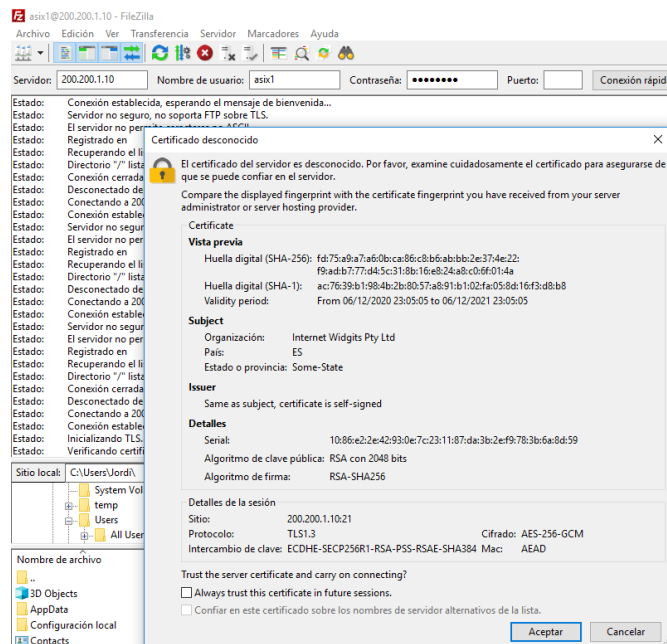 asix1@200.200.1.10 - FileZilla
Archivo Edición Ver Transferencia Servidor Marcadores Ayuda
Servidor: 200.200.1.10 Nombre de usuario: asix1 Contraseña: ●●●●●●●● Puerto: Conexión rápid
Estado: Conexión establecida, esperando el mensaje de bienvenida...
Estado: Servidor no seguro, no soporta FTP sobre TLS.
Estado: El servidor no permite caracteres no ASCII.
Estado: Registrado en
Estado: Recuperando el li
Estado: Directorio "/" lista
Estado: Conexión cerrada
Estado: Desconectado de
Estado: Conectando a 200
Estado: Conexión estable
Estado: Servidor no segur
Estado: El servidor no per
Estado: Registrado en
Estado: Recuperando el li
Estado: Directorio "/" lista
Estado: Desconectado de
Estado: Conectando a 200
Estado: Conexión estable
Estado: Servidor no segur
Estado: El servidor no per
Estado: Registrado en
Estado: Recuperando el li
Estado: Directorio "/" lista
Estado: Conexión cerrada
Estado: Desconectado de
Estado: Conectando a 200
Estado: Conexión estable
Estado: Inicializando TLS.
Estado: Verificando certifi
Sitio local: C:\Users\Jordi\
System Vol
temp
Users
All User
Nombre de archivo
..
3D Objects
AppData
Configuración local
Contacts
Certificado desconocido
El certificado del servidor es desconocido. Por favor, examine cuidadosamente el certificado para asegurarse de
que se puede confiar en el servidor.
Compare the displayed fingerprint with the certificate fingerprint you have received from your server
administrator or server hosting provider.
Certificate
Vista previa
Huella digital (SHA-256): fd:75:a9:a7:a6:0b:ca:86:c8:b6:ab:bb:2e:37:4e:22:
f9:ad:b7:77:d4:5c:31:8b:16:e8:24:a8:c0:6f:01:4a
Huella digital (SHA-1): ac:76:39:b1:98:4b:2b:80:57:a8:91:b1:02:fa:05:8d:16:f3:d8:b8
Validity period: From 06/12/2020 23:05:05 to 06/12/2021 23:05:05
Subject
Organización: Internet Widgits Pty Ltd
País: ES
Estado o provincia: Some-State
Issuer
Same as subject, certificate is self-signed
Detalles
Serial: 10:86:e2:2e:42:93:0e:7c:23:11:87:da:3b:2e:f9:78:3b:6a:8d:59
Algoritmo de clave pública: RSA con 2048 bits
Algoritmo de firma: RSA-SHA256
Detalles de la sesión
Sitio: 200.200.1.10:21
Protocolo: TLS1.3 Cifrado: AES-256-GCM
Intercambio de clave: ECDHE-SECP256R1-RSA-PSS-RSAE-SHA384 Mac: AEAD
Trust the server certificate and carry on connecting?
Always trust this certificate in future sessions.
Confiar en este certificado sobre los nombres de servidor alternativos de la lista.
Aceptar Cancelar